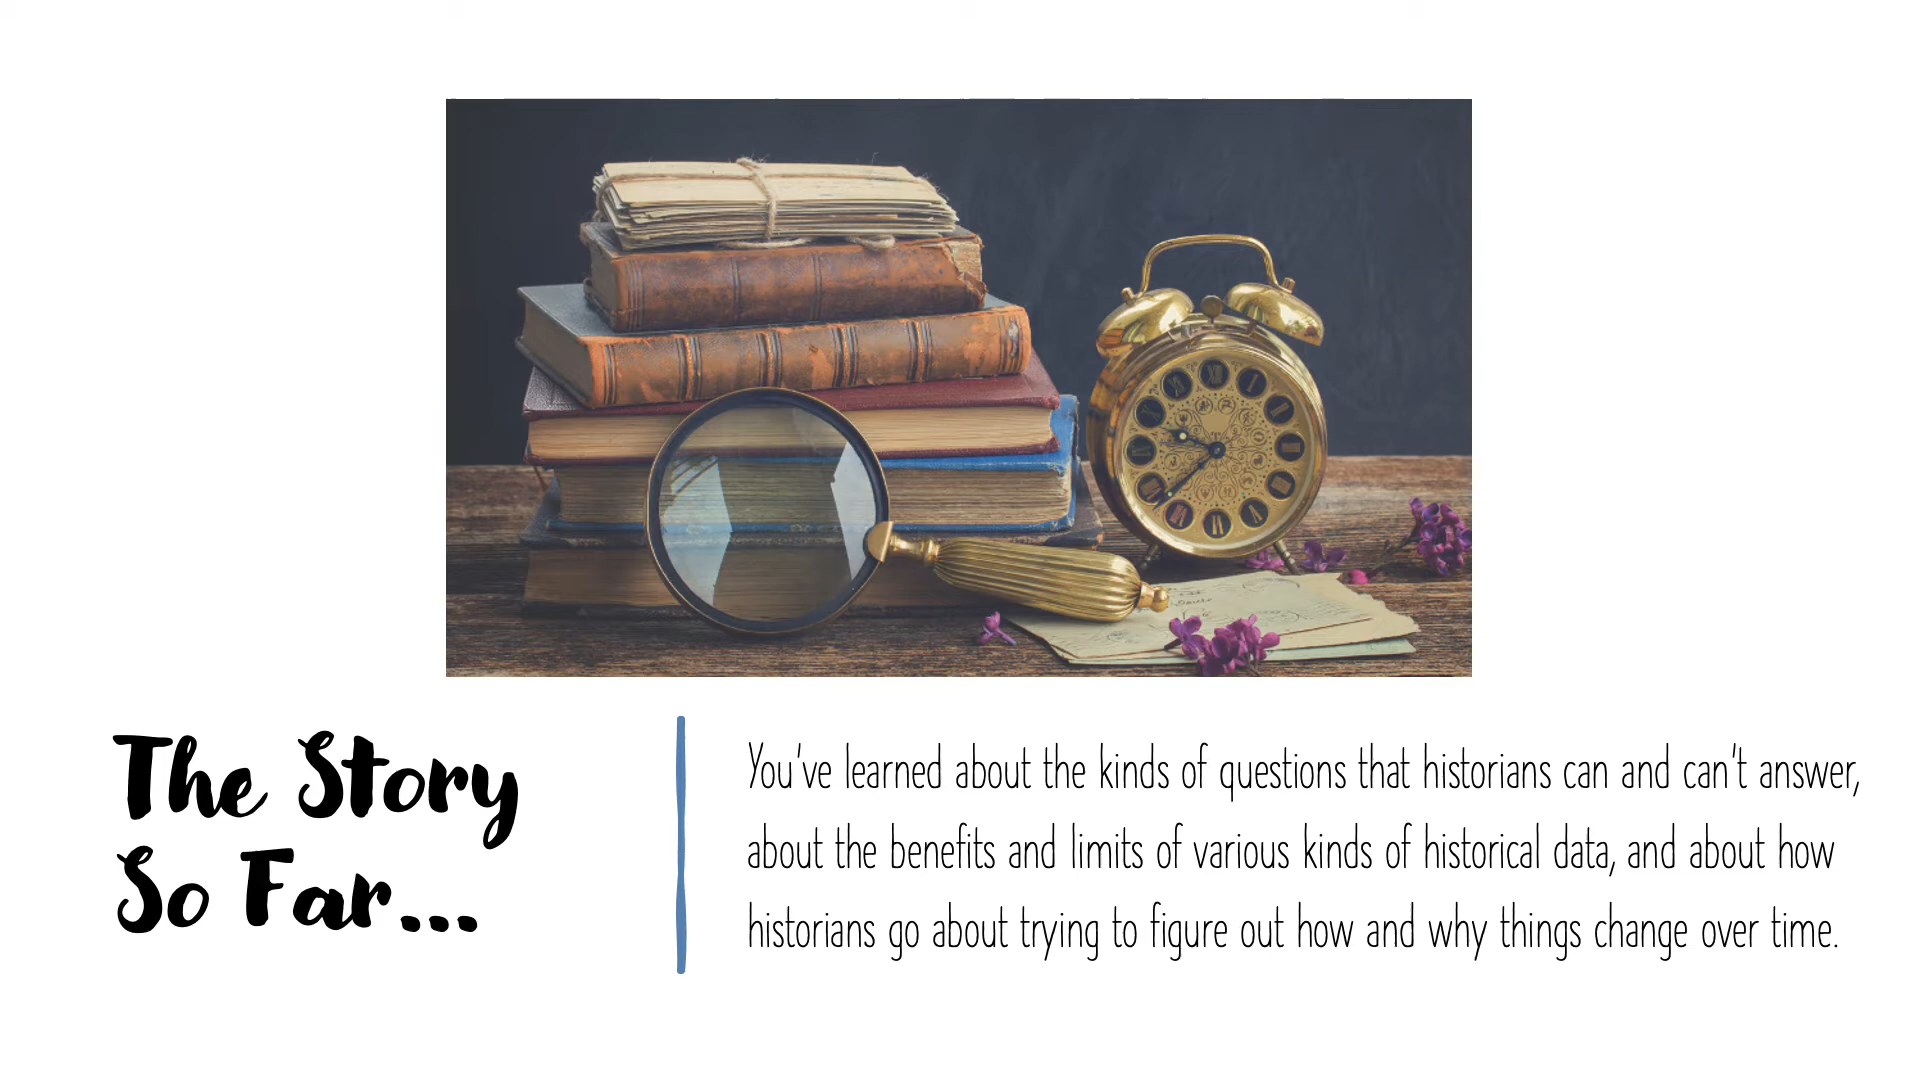 The Story
So Far...
You've learned about the kinds of questions that historians can and can't answer,
about the benefits and limits of various kinds of historical data, and about how
historians go about trying to figure out how and why things change over time.